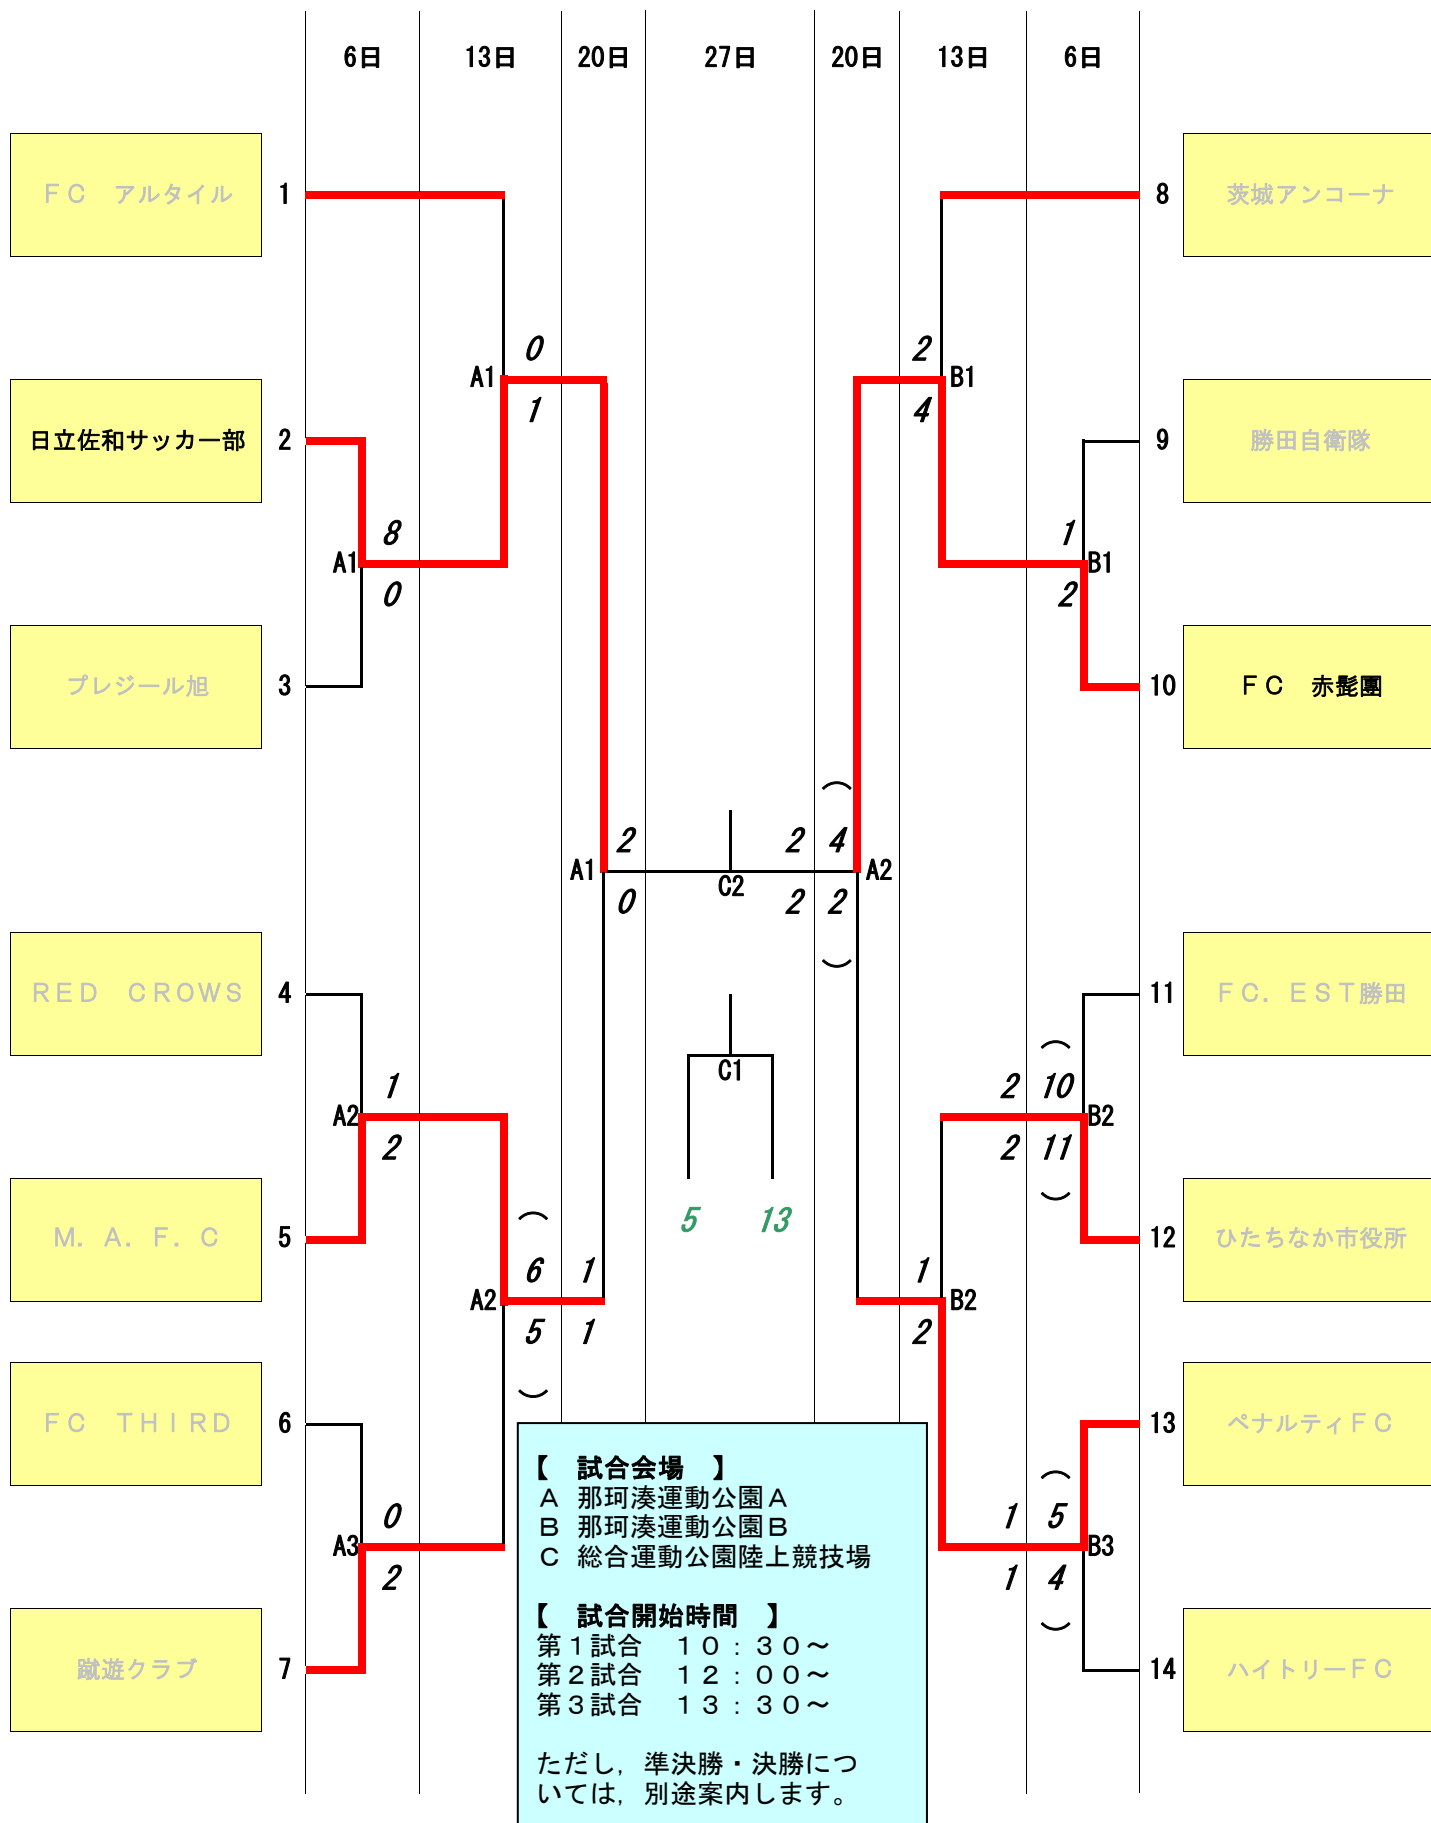 6日 13日 20日 27日 20日 13日 6日
ＦＣ　アルタイル 1
8 茨城アンコーナ
0 2
A1 B1
1 4
日立佐和サッカー部 2
9 勝田自衛隊
8 1
A1 B1
0 2
プレジール旭 3
10 ＦＣ　赤髭團
2 2 （4
A1 C2 A2
0 2 2）
ＲＥＤ　ＣＲＯＷＳ 4
11 ＦＣ．ＥＳＴ勝田
C1
1 2 （10
A2 B2
2 2 11）
5 13
Ｍ．Ａ．Ｆ．Ｃ 5
12 ひたちなか市役所
（6 1 1
A2 B2
5） 1 2
ＦＣ　ＴＨＩＲＤ 6
13 ペナルティＦＣ
0 1 （5
A3 B3
2 1 4）
蹴遊クラブ 7
14 ハイトリーＦＣ
【　試合会場　】
Ａ 那珂湊運動公園Ａ
Ｂ 那珂湊運動公園Ｂ
Ｃ 総合運動公園陸上競技場
【　試合開始時間　】
第１試合　１０：３０～
第２試合　１２：００～
第３試合　１３：３０～
ただし，準決勝・決勝につ
いては，別途案内します。